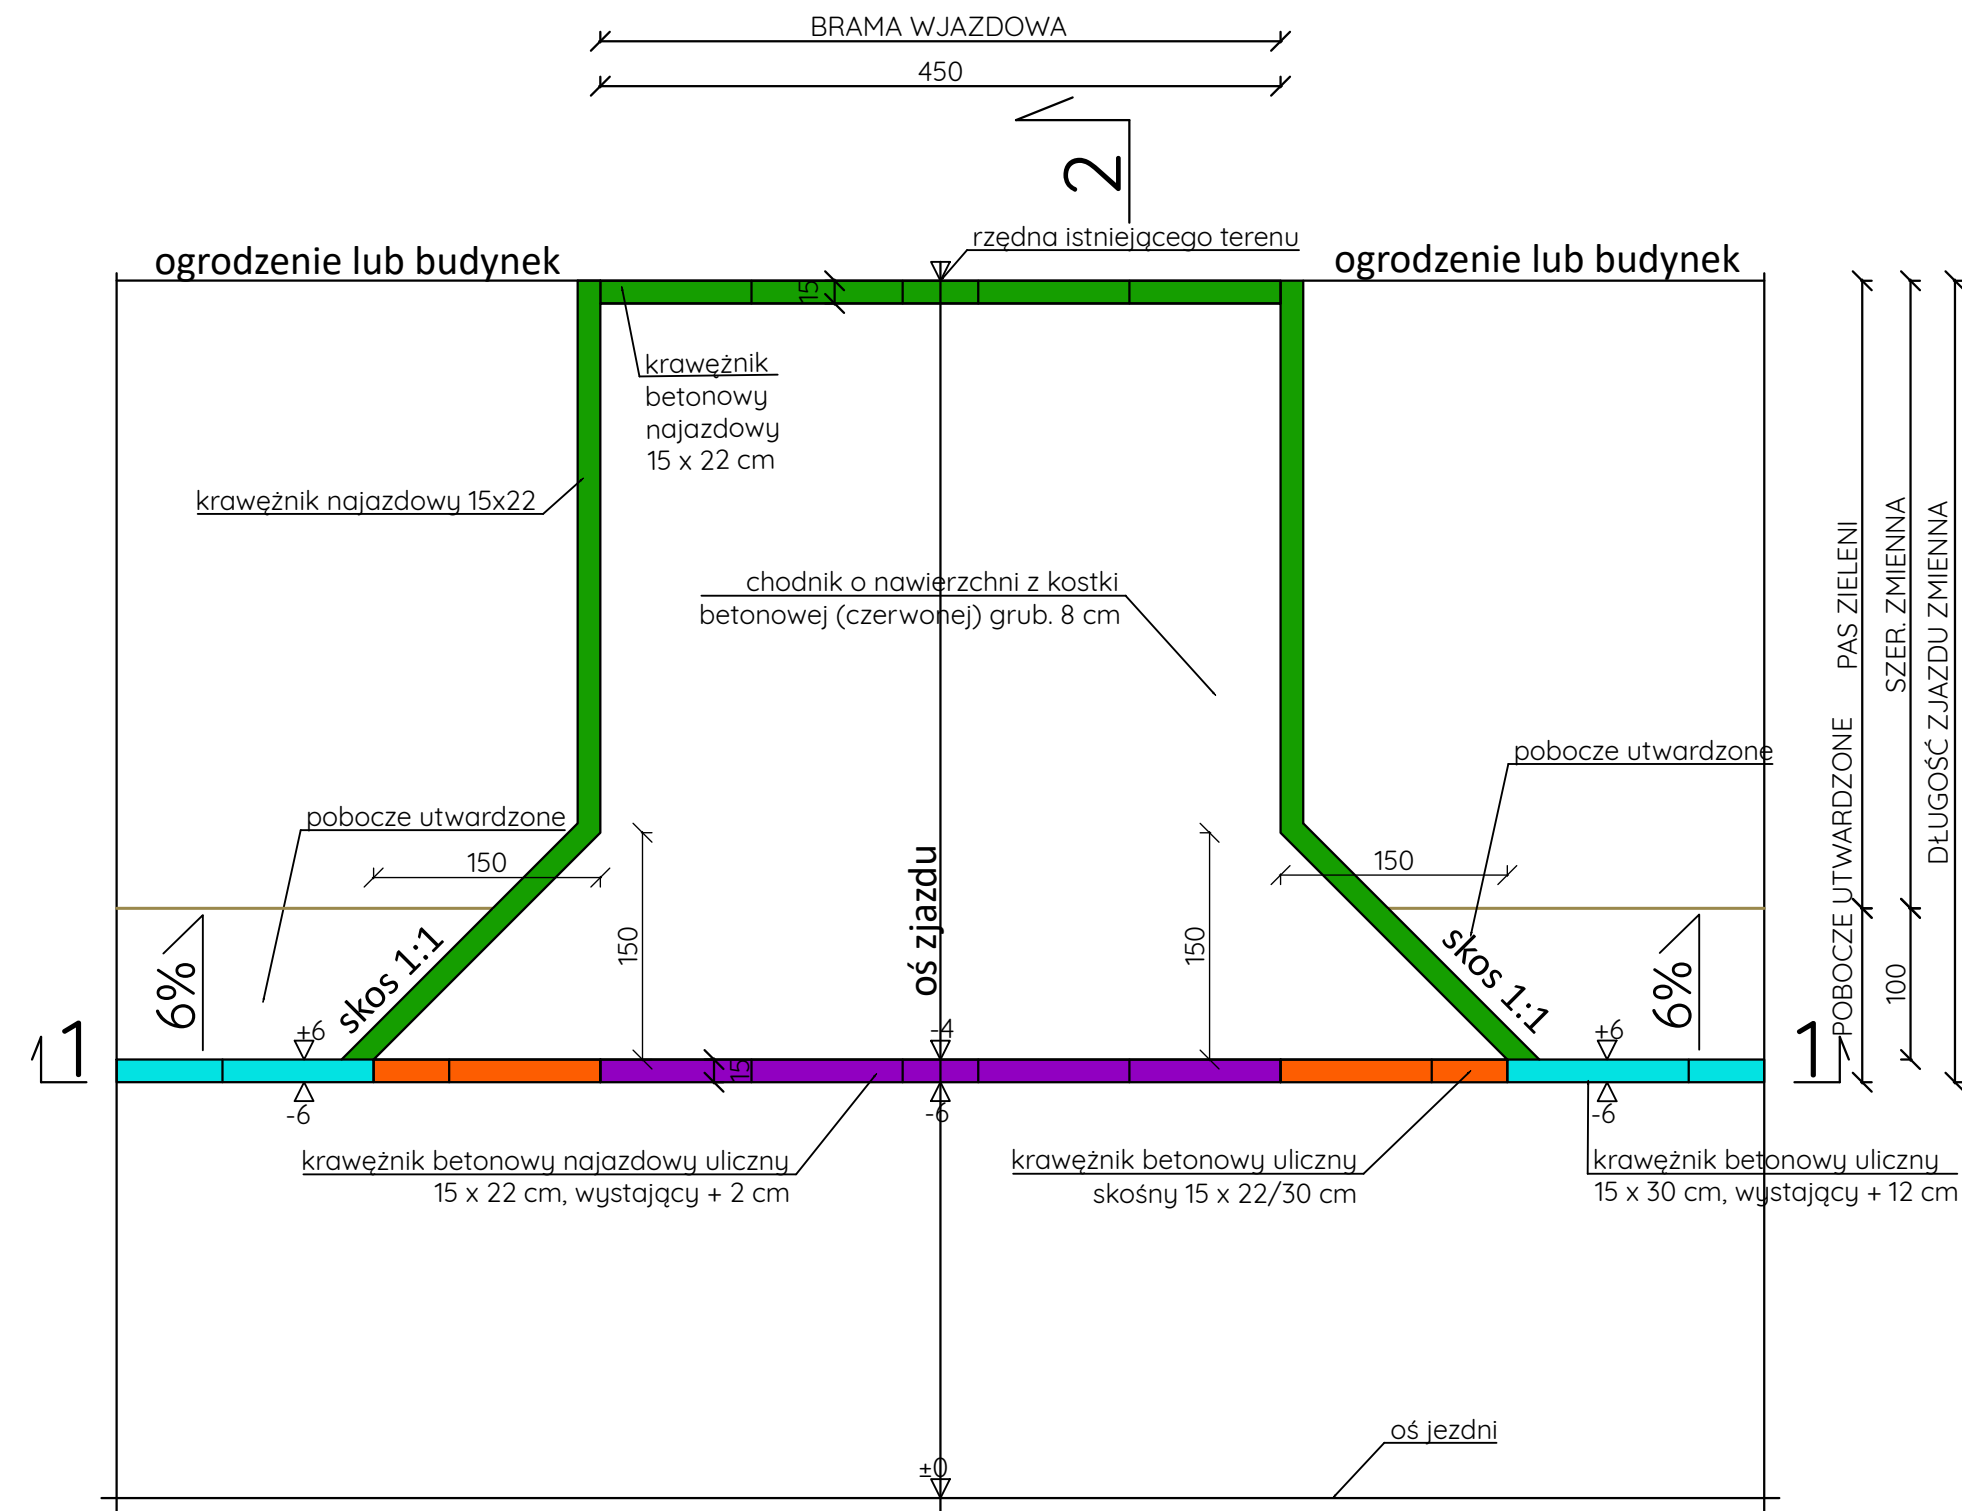 BRAMA WJAZDOWA
450
2
rzędna istniejącego terenu
ogrodzenie lub budynek
ogrodzenie lub budynek
15
krawężnik
betonowy
najazdowy
15 x 22 cm
krawężnik najazdowy 15x22
chodnik o nawierzchni z kostki
betonowej (czerwonej) grub. 8 cm
PAS ZIELENI
SZER. ZMIENNA
DŁUGOŚĆ ZJAZDU ZMIENNA
pobocze utwardzone
pobocze utwardzone
POBOCZE UTWARDZONE
100
150
150
150
150
oś zjazdu
6%
skos 1:1
skos 1:1
6%
1
±6
-4
±6
1
15
-6
-6
-6
krawężnik betonowy najazdowy uliczny
15 x 22 cm, wystający + 2 cm
krawężnik betonowy uliczny
skośny 15 x 22/30 cm
krawężnik betonowy uliczny
15 x 30 cm, wystający + 12 cm
oś jezdni
±0